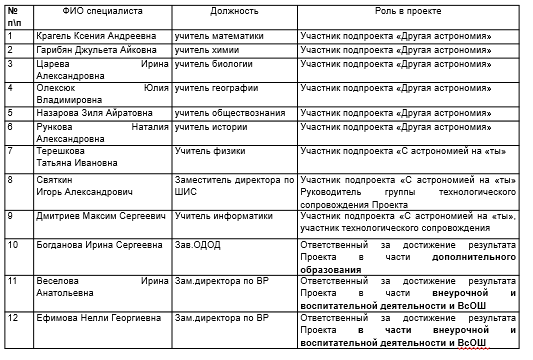 № ФИО специалиста Должность Роль в проекте
п\п
1 Крагель Ксения Андреевна учитель математики Участник подпроекта «Другая астрономия»
2 Гарибян Джульета Айковна учитель химии Участник подпроекта «Другая астрономия»
3 Царева Ирина учитель биологии Участник подпроекта «Другая астрономия»
Александровна
4 Олексюк Юлия учитель географии Участник подпроекта «Другая астрономия»
Владимировна
5 Назарова Зиля Айратовна учитель обществознания Участник подпроекта «Другая астрономия»
6 Рункова Наталия учитель истории Участник подпроекта «Другая астрономия»
Александровна
7 Терешкова Учитель физики Участник подпроекта «С астрономией на «ты»
Татьяна Ивановна
8 Святкин Заместитель директора по Участник подпроекта «С астрономией на «ты»
Игорь Александрович ШИС Руководитель группы технологического
сопровождения Проекта
9 Дмитриев Максим Сергеевич Учитель информатики Участник подпроекта «С астрономией на «ты»,
участник технологического сопровождения
10 Богданова Ирина Сергеевна Зав.ОДОД Ответственный за достижение результата
Проекта в части дополнительного
образования
11 Веселова Ирина Зам.директора по ВР Ответственный за достижение результата
Анатольевна Проекта в части внеурочной и
воспитательной деятельности и ВсОШ
12 Ефимова Нелли Георгиевна Зам.директора по ВР Ответственный за достижение результата
Проекта в части внеурочной и
воспитательной деятельности и ВсОШ